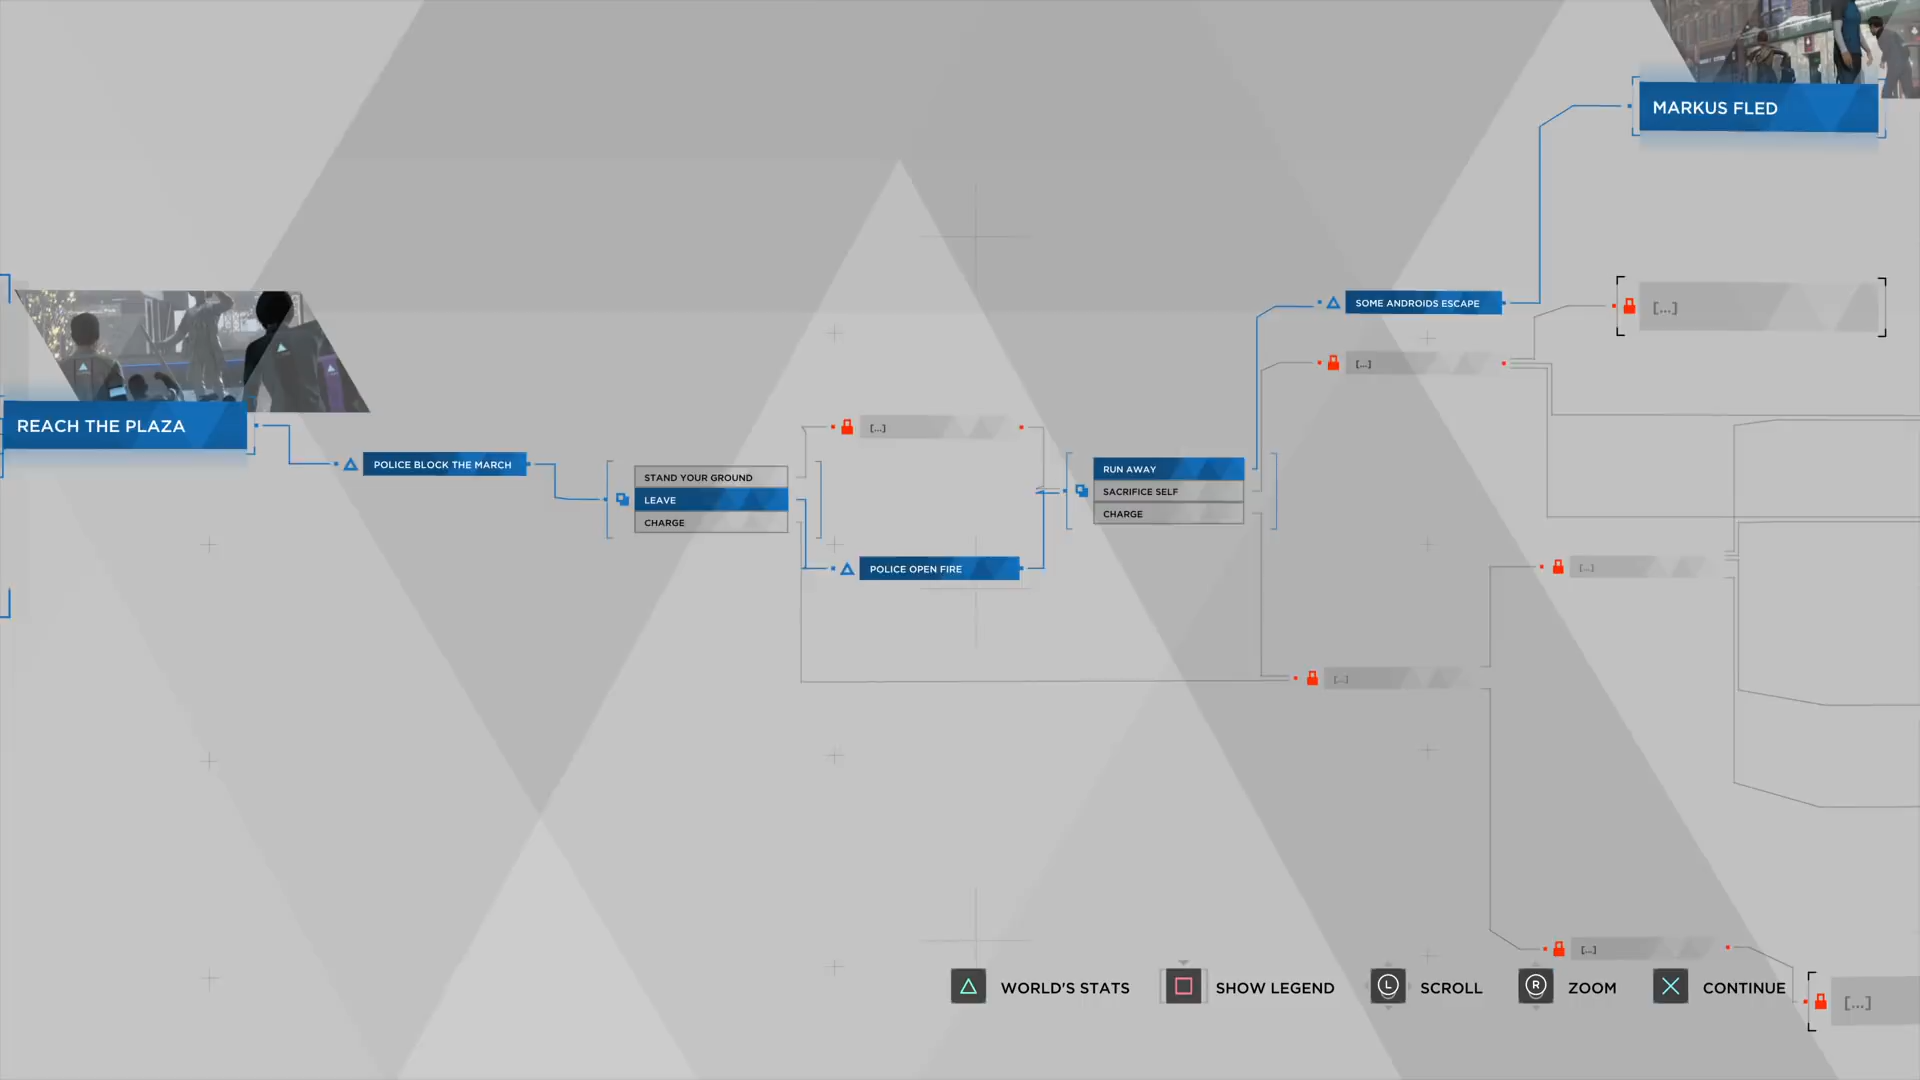 MARKUS FLED
SOME ANDROIDS ESCAPE
[...]
[...]
REACH THE PLAZA
POLICE BLOCK THE MARCH
STAND YOUR GROUND
LEAVE
CHARGE
[...]
POLICE OPEN FIRE
RUN AWAY
SACRIFICE SELF
CHARGE
[...]
[...]
[...]
[...]
WORLD'S STATS
SHOW LEGEND
L
SCROLL
R
ZOOM
CONTINUE